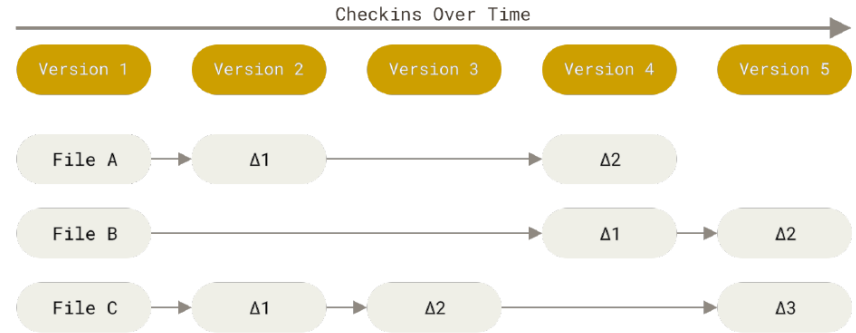 Checkins Over Time
Version 1 Version 2 Version 3 Version 4 Version 5
File A Δ1 Δ2
File B Δ1 Δ2
File C Δ1 Δ2 Δ3